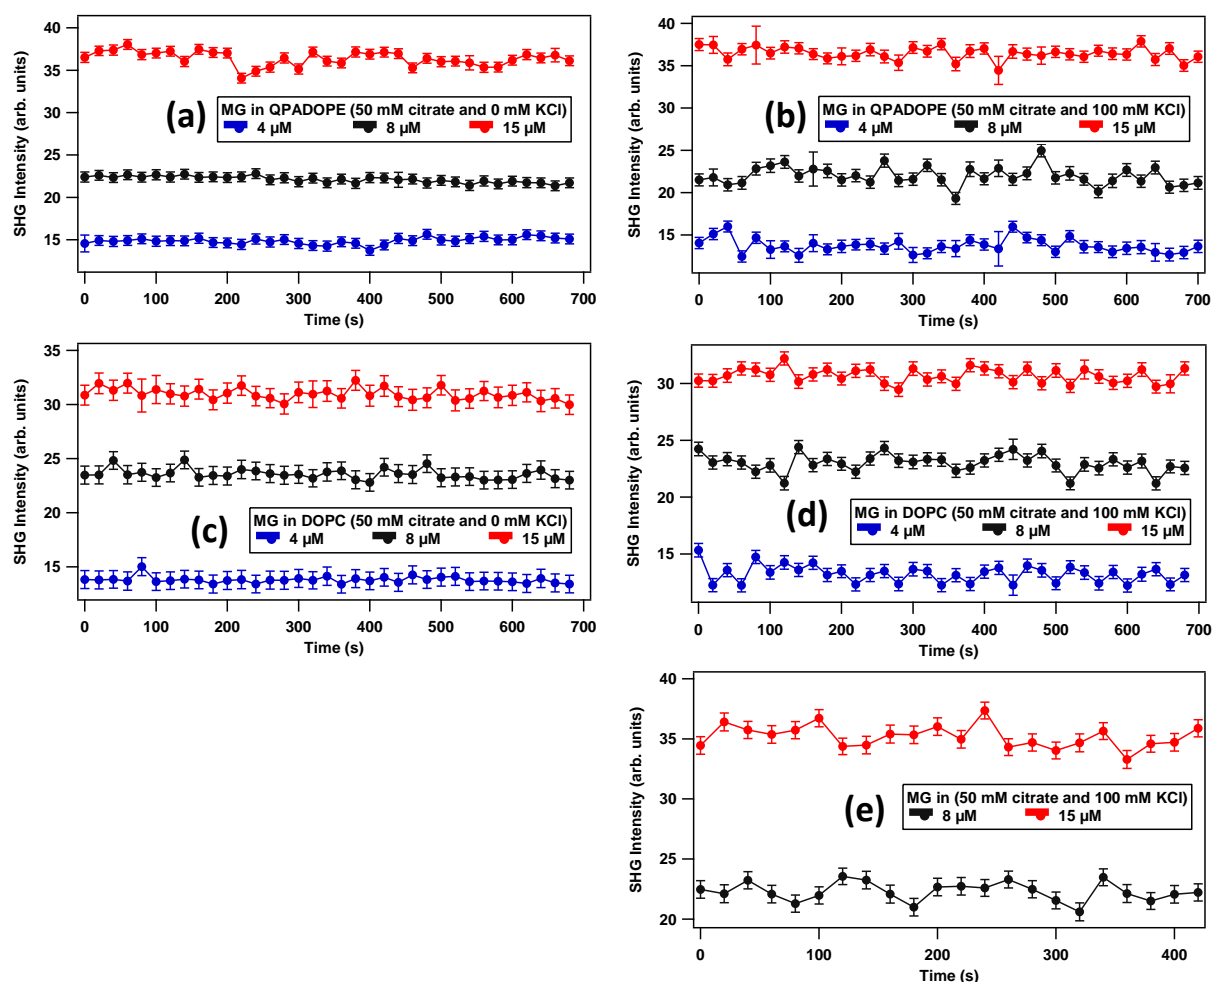 SHG Intensity (arb. units)
40
35
30
25
20
15
(a)
MG in QPADOPE (50 mM citrate and 0 mM KCl)
4 µM 8 µM 15 µM
0 100 200 300 400 500 600 700
Time (s)
SHG Intensity (arb. units)
40
35
30
25
20
15
(b)
MG in QPADOPE (50 mM citrate and 100 mM KCl)
4 µM 8 µM 15 µM
0 100 200 300 400 500 600 700
Time (s)
SHG Intensity (arb. units)
35
30
25
20
15
(c)
MG in DOPC (50 mM citrate and 0 mM KCl)
4 µM 8 µM 15 µM
0 100 200 300 400 500 600 700
Time (s)
SHG Intensity (arb. units)
30
25
20
15
(d)
MG in DOPC (50 mM citrate and 100 mM KCl)
4 µM 8 µM 15 µM
0 100 200 300 400 500 600 700
Time (s)
SHG Intensity (arb. units)
40
35
30
25
20
(e)
MG in (50 mM citrate and 100 mM KCl)
8 µM 15 µM
0 100 200 300 400
Time (s)